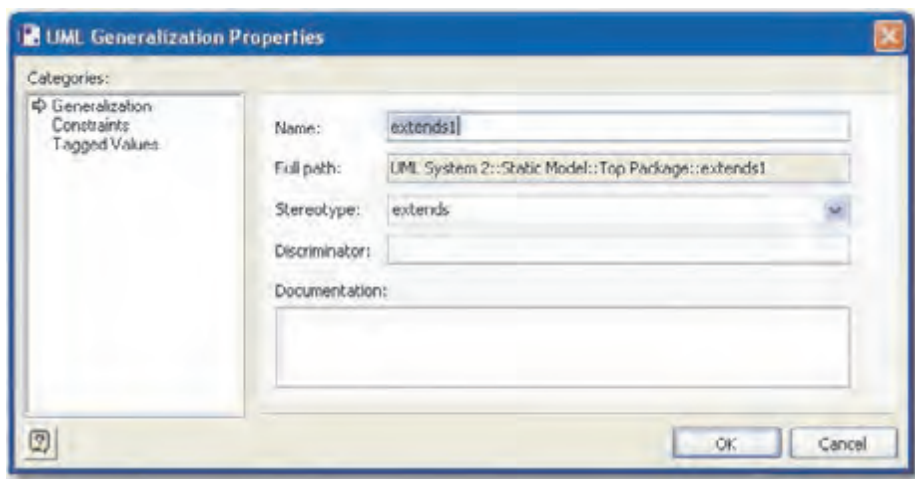 UML Generalization Properties
Categories:
Generalization
Constraints
Tagged Values
Name: extends1
Full path: UML System 2::Static Model::Top Package::extends1
Stereotype: extends
Discriminator:
Documentation:
?
OK Cancel